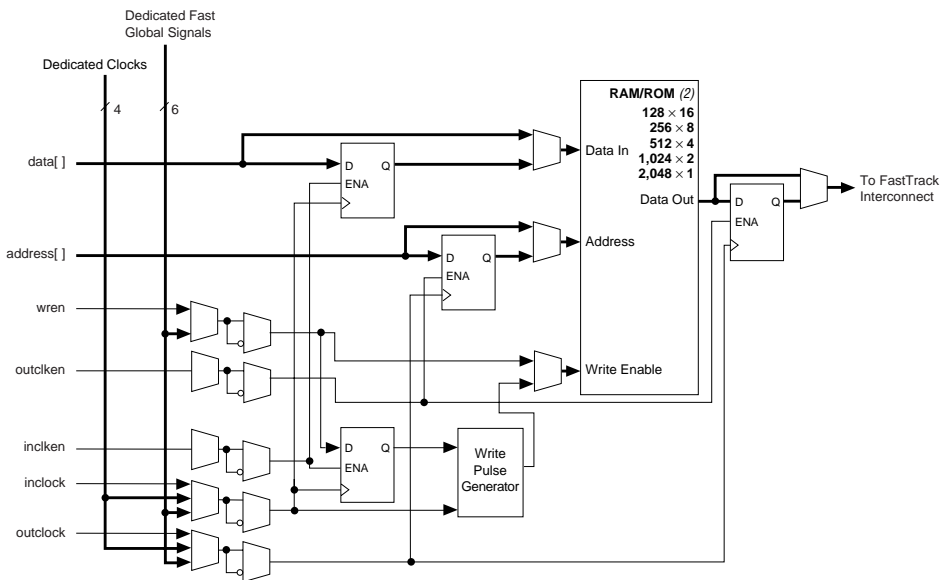 Dedicated Fast
Global Signals
Dedicated Clocks
4
6
RAM/ROM (2)
128 × 16
256 × 8
512 × 4
1,024 × 2
2,048 × 1
data[ ]
D
Q
ENA
Data In
Data Out
D
Q
ENA
To FastTrack
Interconnect
address[ ]
D
Q
ENA
Address
wren
outclken
Write Enable
inclken
D
Q
ENA
Write
Pulse
Generator
inclock
outclock